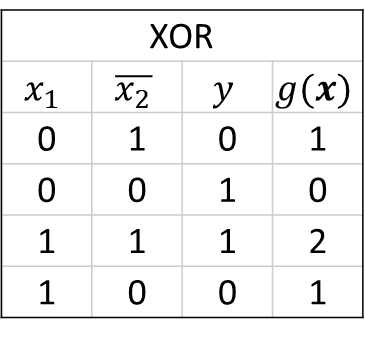 XOR
x₁ x̅₂ y g(x)
0 1 0 1
0 0 1 0
1 1 1 2
1 0 0 1